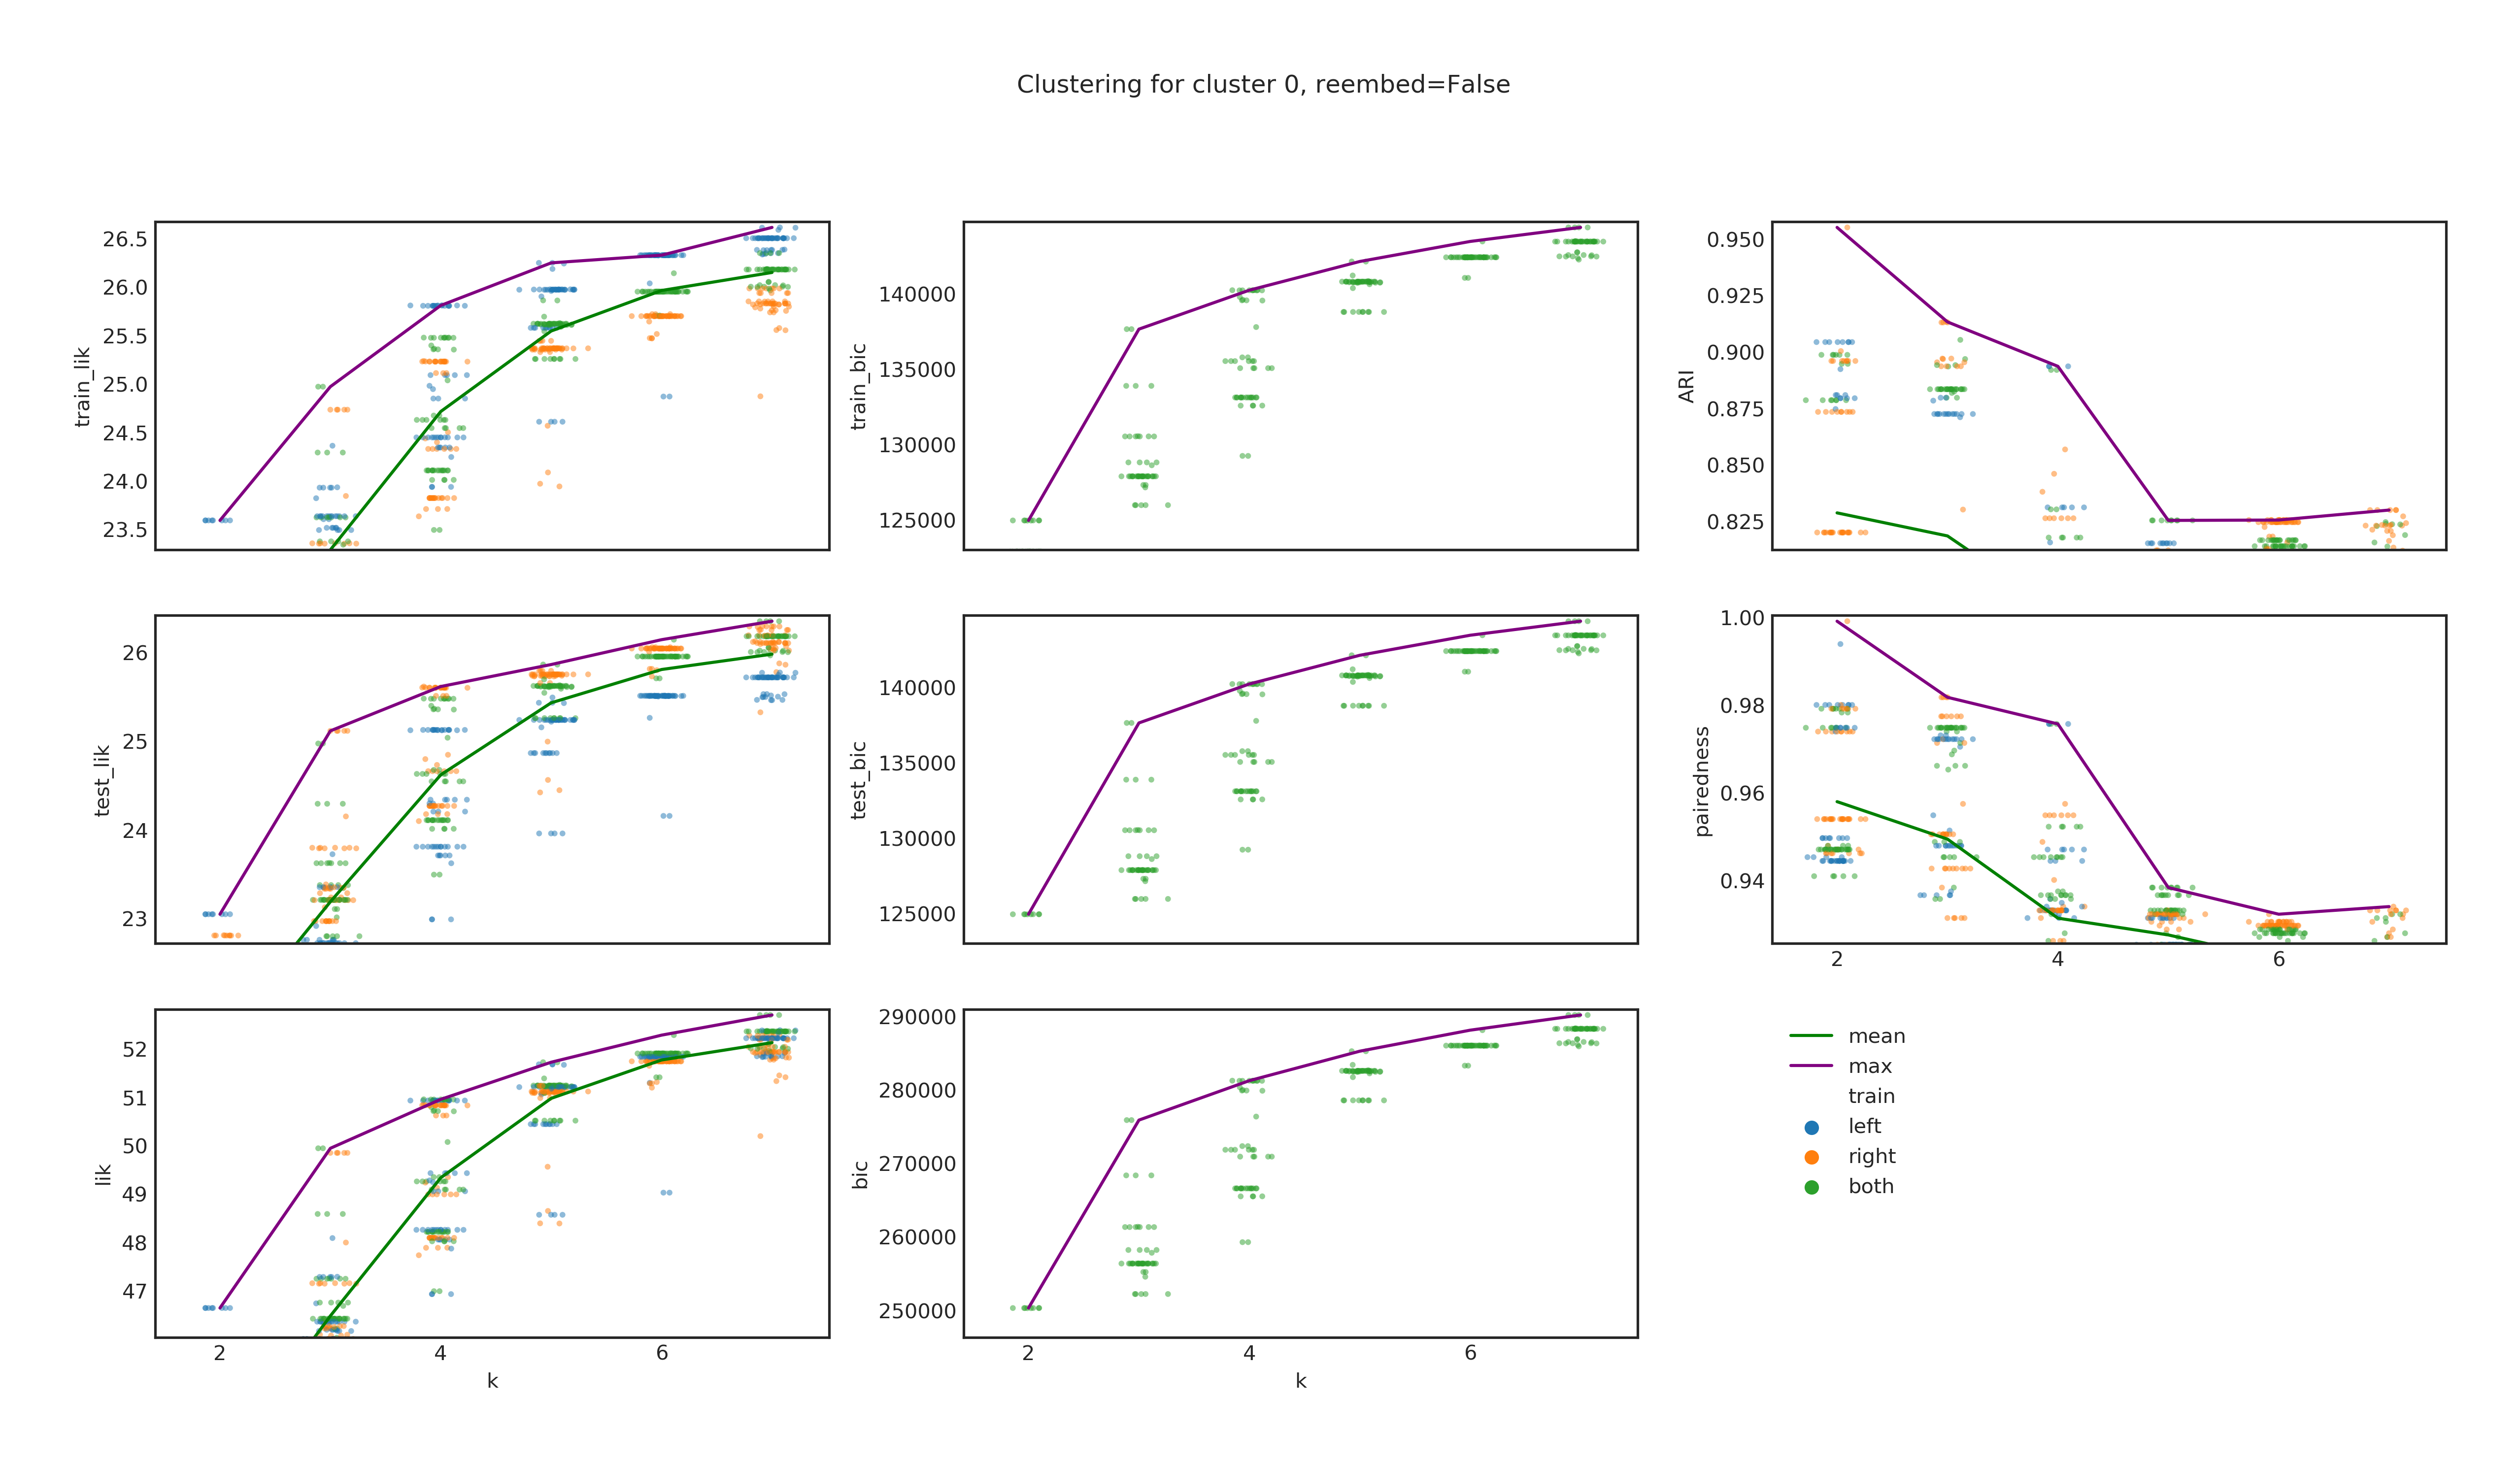 Clustering for cluster 0, reembed=False
26.5
26.0
25.5
25.0
24.5
24.0
23.5
train_lik
140000
135000
130000
125000
train_bic
0.950
0.925
0.900
0.875
0.850
0.825
ARI
26
25
24
23
test_lik
140000
135000
130000
125000
test_bic
1.00
0.98
0.96
0.94
pairedness
2 4 6
52
51
50
49
48
47
lik
2 4 6
k
290000
280000
270000
260000
250000
bic
2 4 6
k
mean
max
train
left
right
both